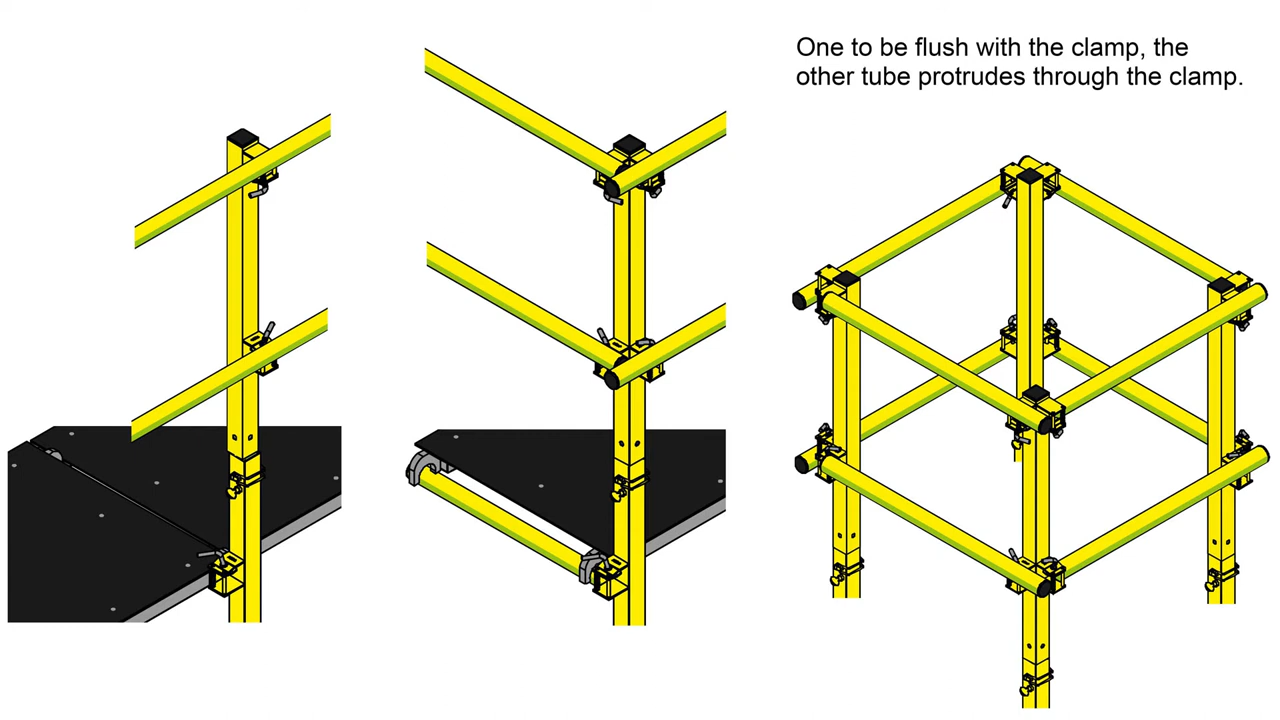 One to be flush with the clamp, the
other tube protrudes through the clamp.